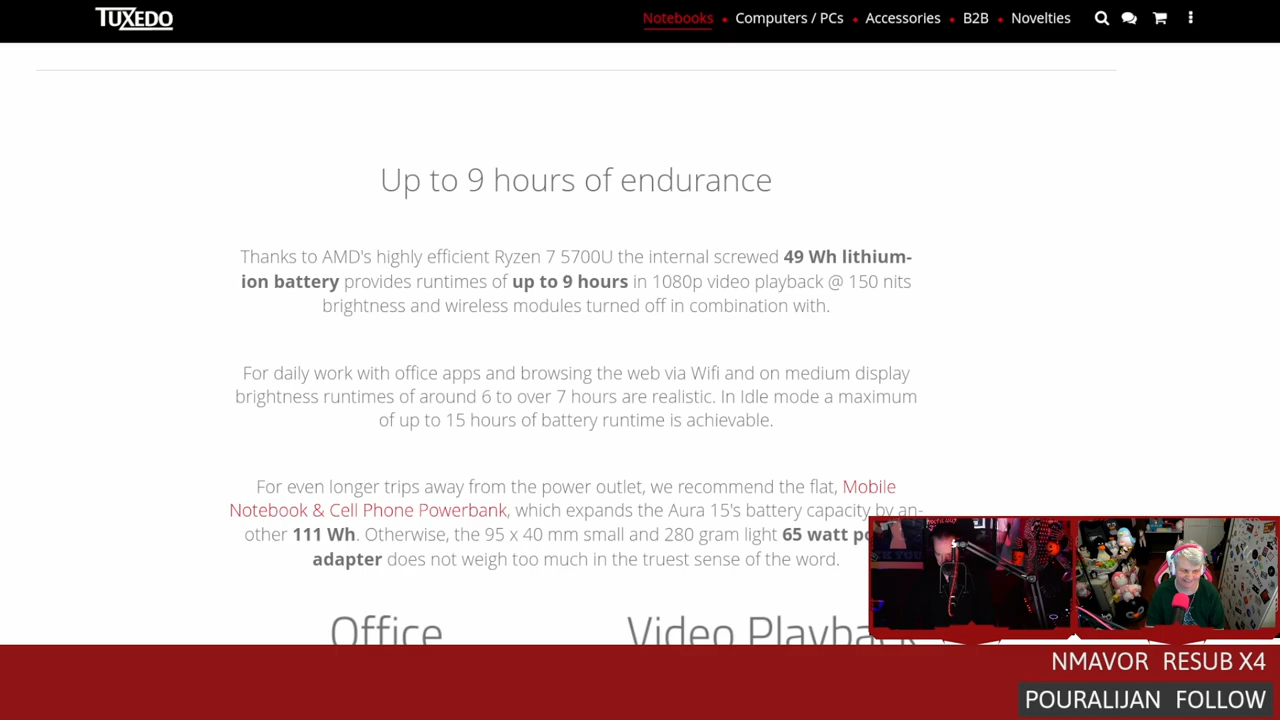 TUXEDO
Notebooks • Computers / PCs • Accessories • B2B • Novelties
Up to 9 hours of endurance
Thanks to AMD's highly efficient Ryzen 7 5700U the internal screwed 49 Wh lithium-
ion battery provides runtimes of up to 9 hours in 1080p video playback @ 150 nits
brightness and wireless modules turned off in combination with.
For daily work with office apps and browsing the web via Wifi and on medium display
brightness runtimes of around 6 to over 7 hours are realistic. In Idle mode a maximum
of up to 15 hours of battery runtime is achievable.
For even longer trips away from the power outlet, we recommend the flat, Mobile
Notebook & Cell Phone Powerbank, which expands the Aura 15's battery capacity by an-
other 111 Wh. Otherwise, the 95 x 40 mm small and 280 gram light 65 watt po
adapter does not weigh too much in the truest sense of the word.
Office
Video Playback
NMAVOR RESUB X4
POURALIJAN FOLLOW